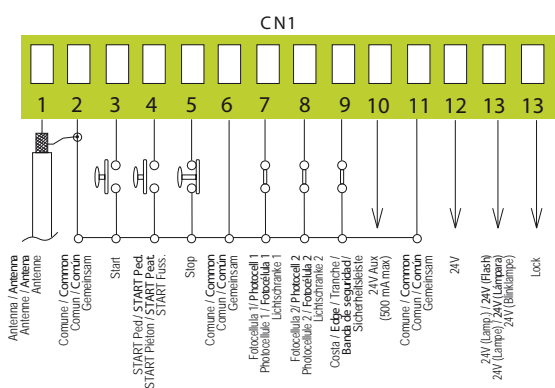 CN1
1 2 3 4 5 6 7 8 9 10 11 12 13 13
Antenna / Antenna
Antenne / Antena
Antenne
Comune / Common
Comun / Común
Gemeinsam
Start
START Ped./ START Ped.
START Piéton / START Peat.
START Fuss.
Stop
Comune / Common
Comun / Común
Gemeinsam
Fotocellula 1/ Photocell 1
Photocellule 1 / Fotocélula 1
Lichtschranke 1
Fotocellula 2/ Photocell 2
Photocellule 2 / Fotocélula 2
Lichtschranke 2
Costa / Edge / Tranche /
Banda de seguridad/
Sicherheitsleiste
24V Aux
(500 mA max)
Comune / Common
Comun / Común
Gemeinsam
24V
24V (Lamp.) / 24V (Flash)
24V (Lampe) / 24V (Lámpara)
24V (Blinklampe)
Lock